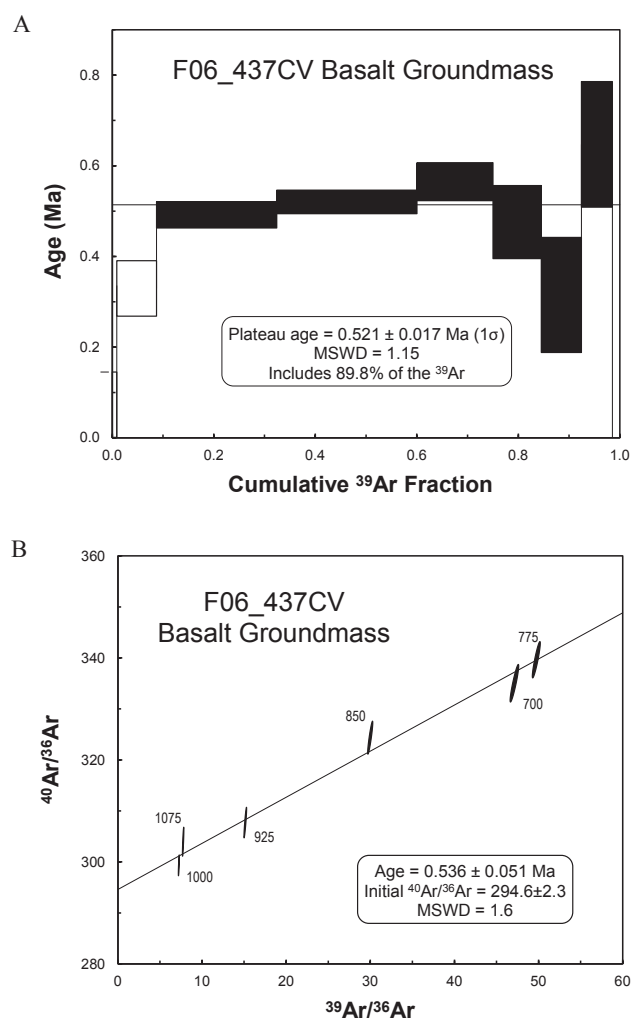 A
F06_437CV Basalt Groundmass
0.8
0.6
0.4
0.2
0.0
Age (Ma)
Plateau age = 0.521 ± 0.017 Ma (1σ)
MSWD = 1.15
Includes 89.8% of the ³⁹Ar
0.0 0.2 0.4 0.6 0.8 1.0
Cumulative ³⁹Ar Fraction
B
F06_437CV
Basalt Groundmass
360
340
320
300
280
⁴⁰Ar/³⁶Ar
775
700
850
1075
925
1000
Age = 0.536 ± 0.051 Ma
Initial ⁴⁰Ar/³⁶Ar = 294.6±2.3
MSWD = 1.6
0 10 20 30 40 50 60
³⁹Ar/³⁶Ar